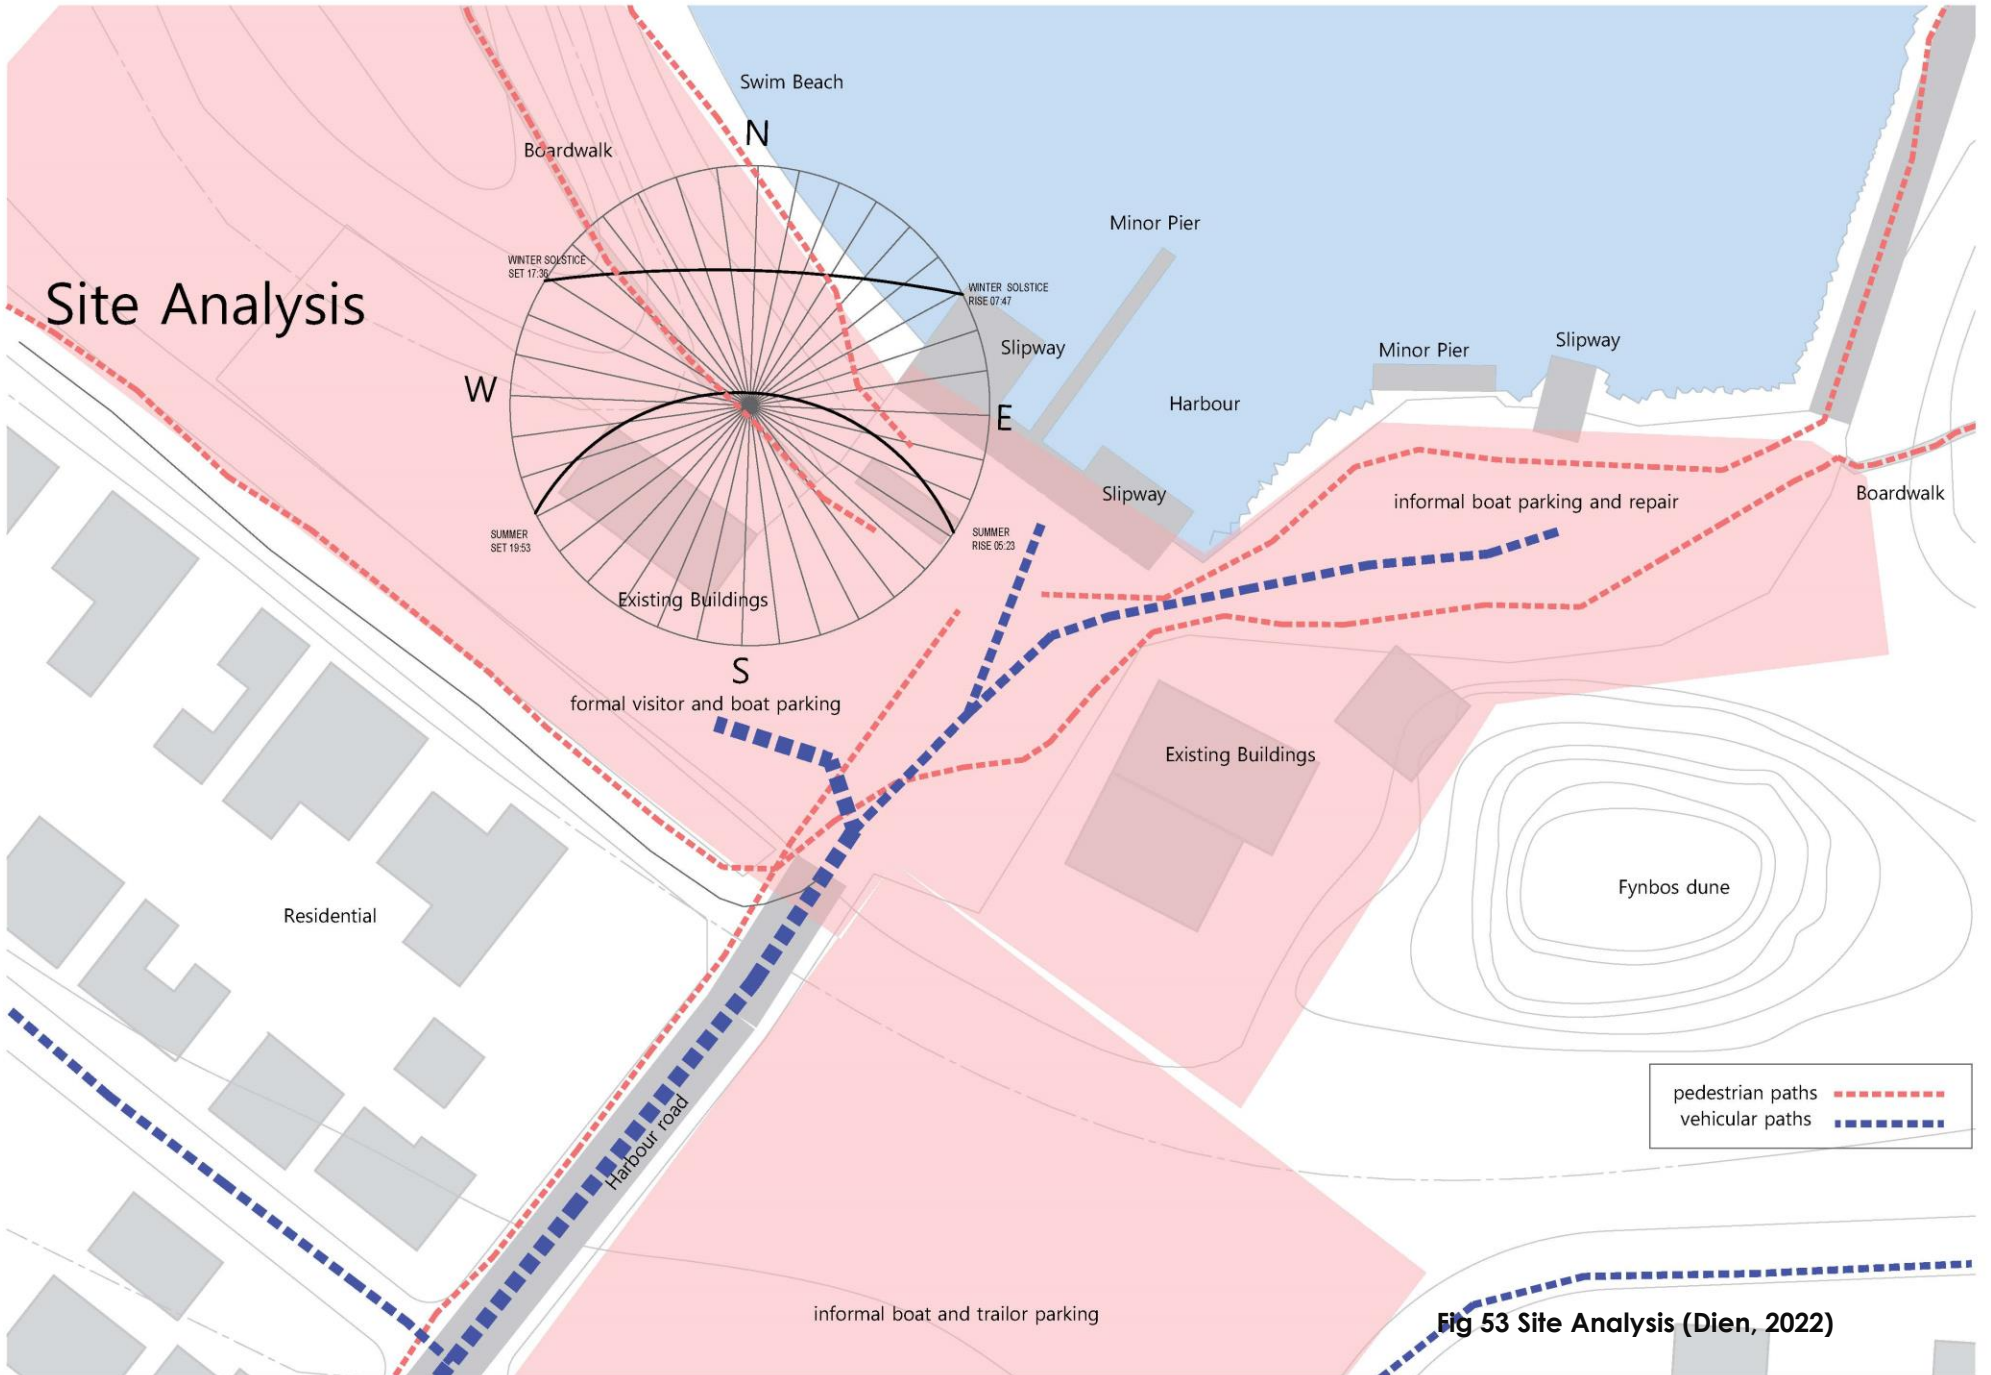 Swim Beach
N
Boardwalk
Minor Pier
WINTER SOLSTICE
SET 17:36
WINTER SOLSTICE
RISE 07:47
Site Analysis
Slipway
Minor Pier
Slipway
W
E
Harbour
Slipway
informal boat parking and repair
Boardwalk
SUMMER
SET 19:53
SUMMER
RISE 05:23
Existing Buildings
S
formal visitor and boat parking
Existing Buildings
Fynbos dune
Residential
pedestrian paths
vehicular paths
Harbour road
informal boat and trailor parking
Fig 53 Site Analysis (Dien, 2022)